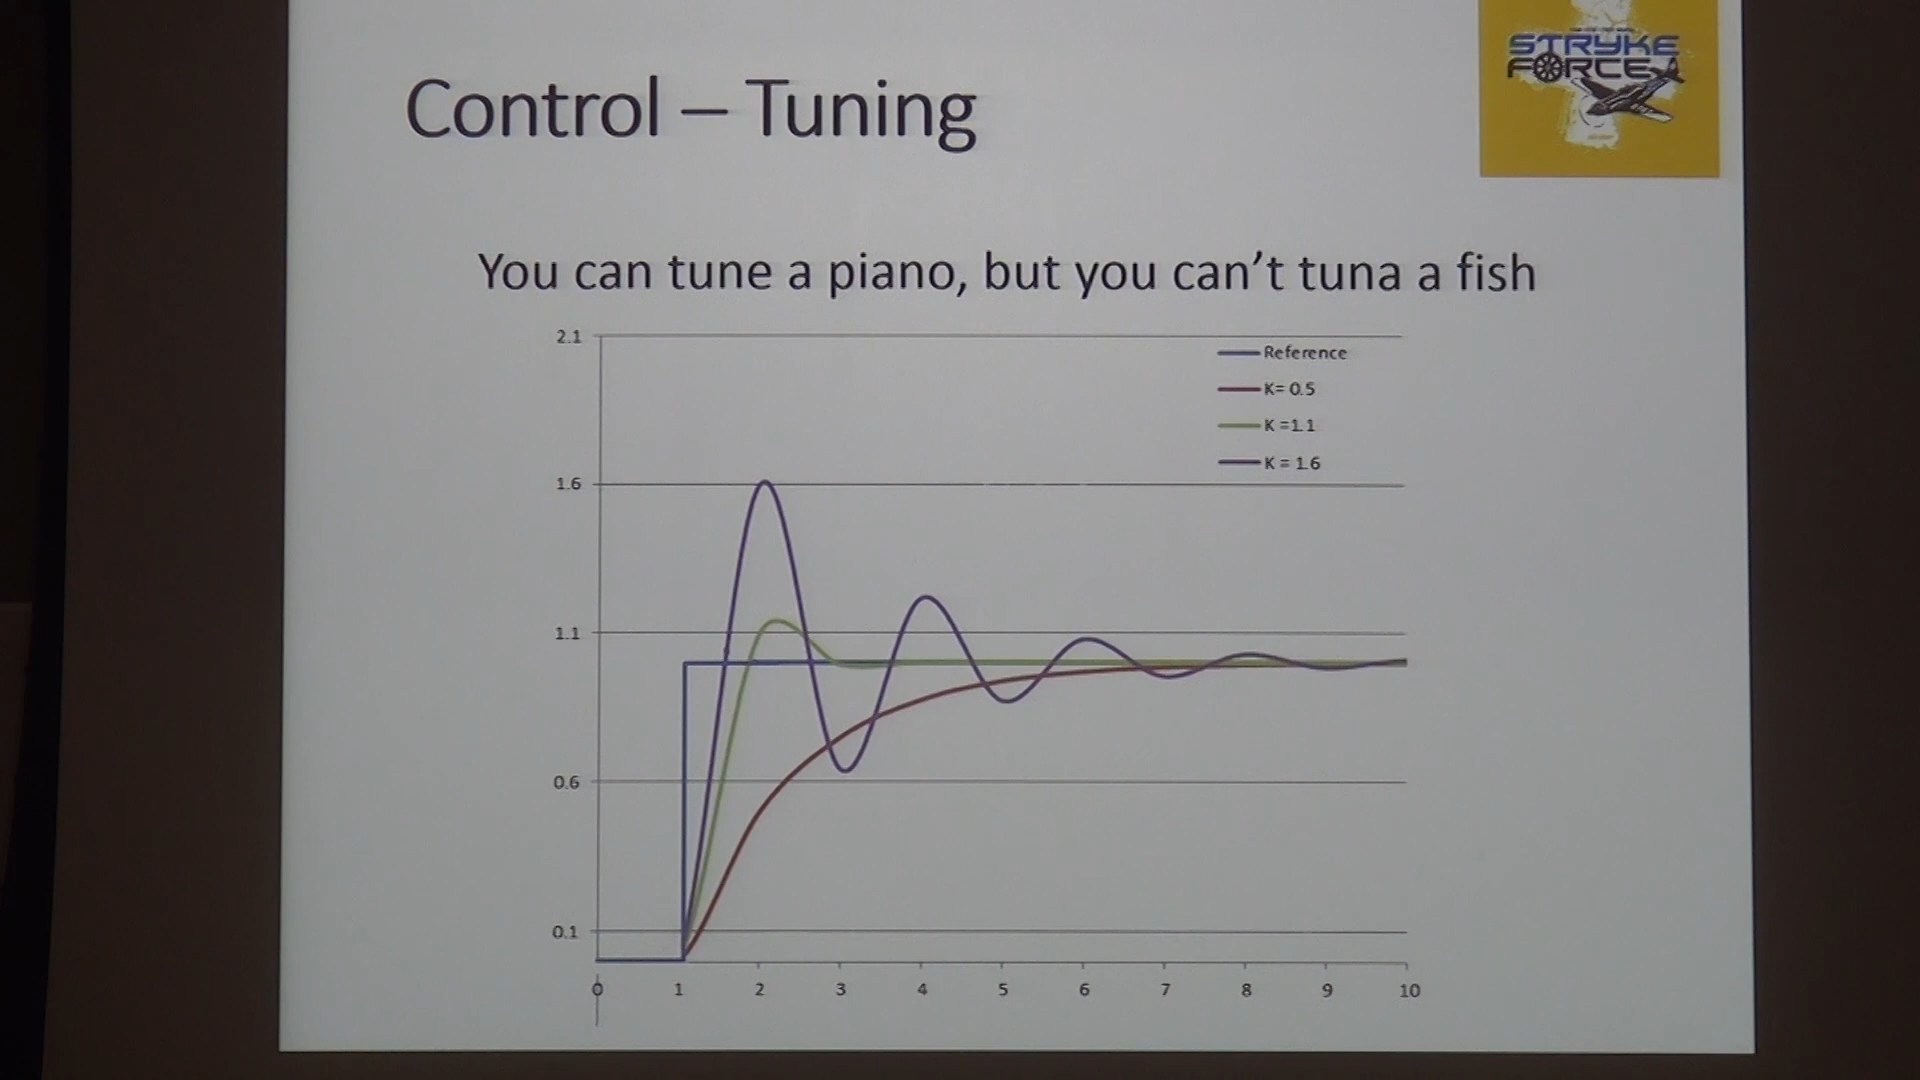 STRYKE
FORCE
Control – Tuning
You can tune a piano, but you can't tuna a fish
2.1
Reference
K= 0.5
K =1.1
K = 1.6
1.6
1.1
0.6
0.1
0 1 2 3 4 5 6 7 8 9 10